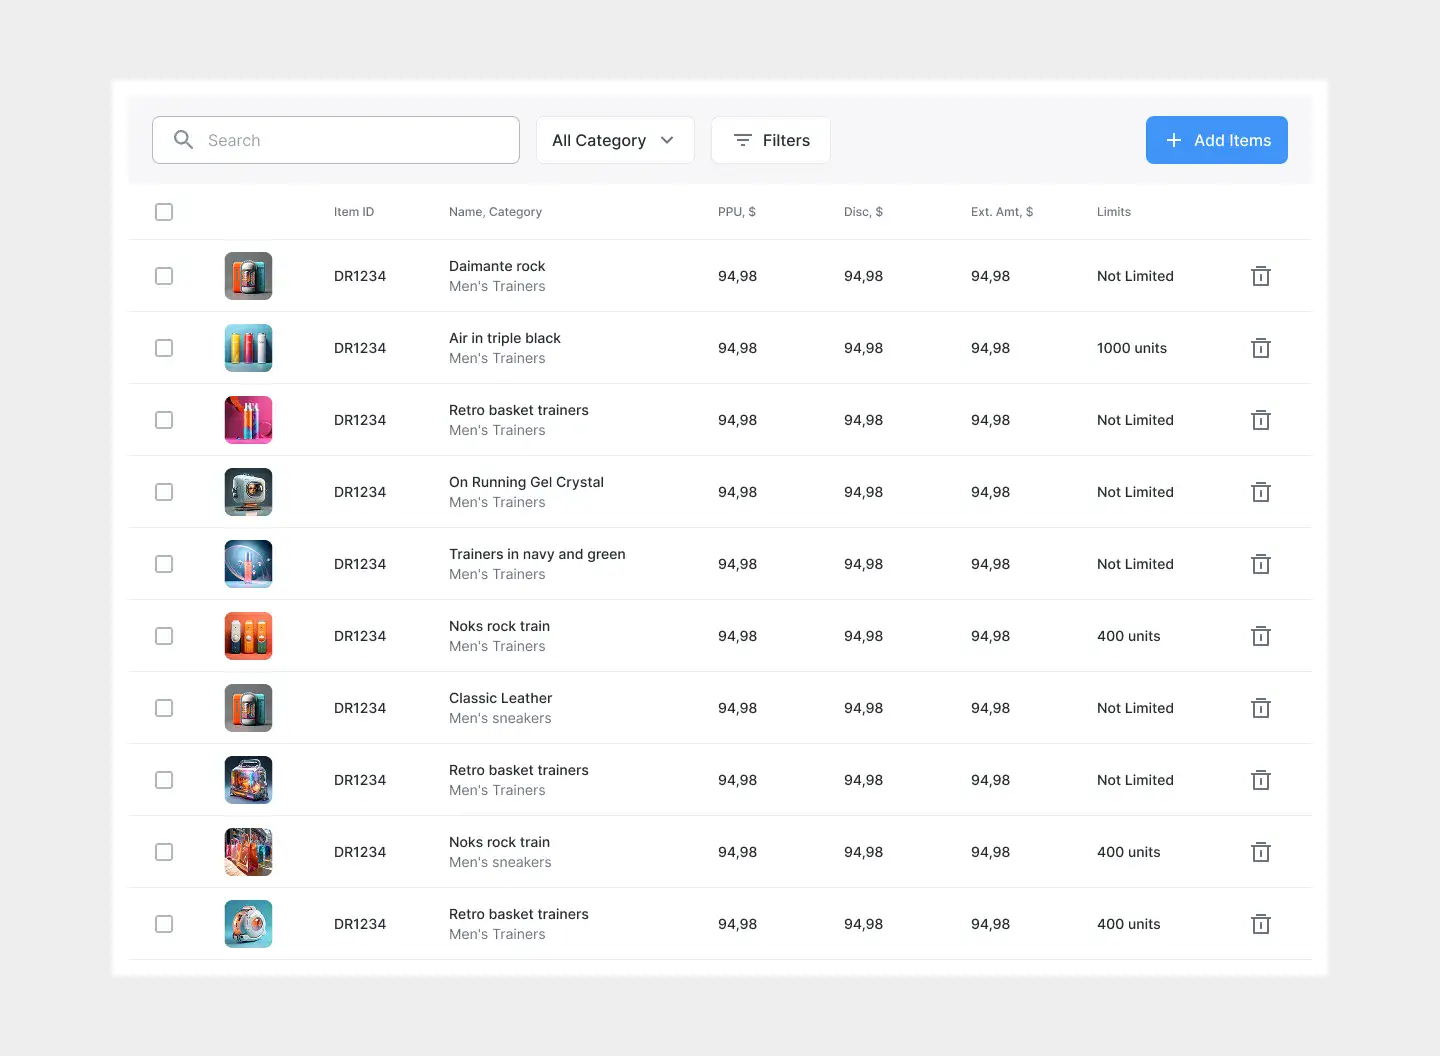 Search All Category Filters Add Items
Item ID Name, Category PPU, $ Disc, $ Ext. Amt, $ Limits
Daimante rock
DR1234 94,98 94,98 94,98 Not Limited
Men's Trainers
Air in triple black
DR1234 94,98 94,98 94,98 1000 units
Men's Trainers
Retro basket trainers
DR1234 94,98 94,98 94,98 Not Limited
Men's Trainers
On Running Gel Crystal
DR1234 94,98 94,98 94,98 Not Limited
Men's Trainers
Trainers in navy and green
DR1234 94,98 94,98 94,98 Not Limited
Men's Trainers
Noks rock train
DR1234 94,98 94,98 94,98 400 units
Men's Trainers
Classic Leather
DR1234 94,98 94,98 94,98 Not Limited
Men's sneakers
Retro basket trainers
DR1234 94,98 94,98 94,98 Not Limited
Men's Trainers
Noks rock train
DR1234 94,98 94,98 94,98 400 units
Men's sneakers
Retro basket trainers
DR1234 94,98 94,98 94,98 400 units
Men's Trainers